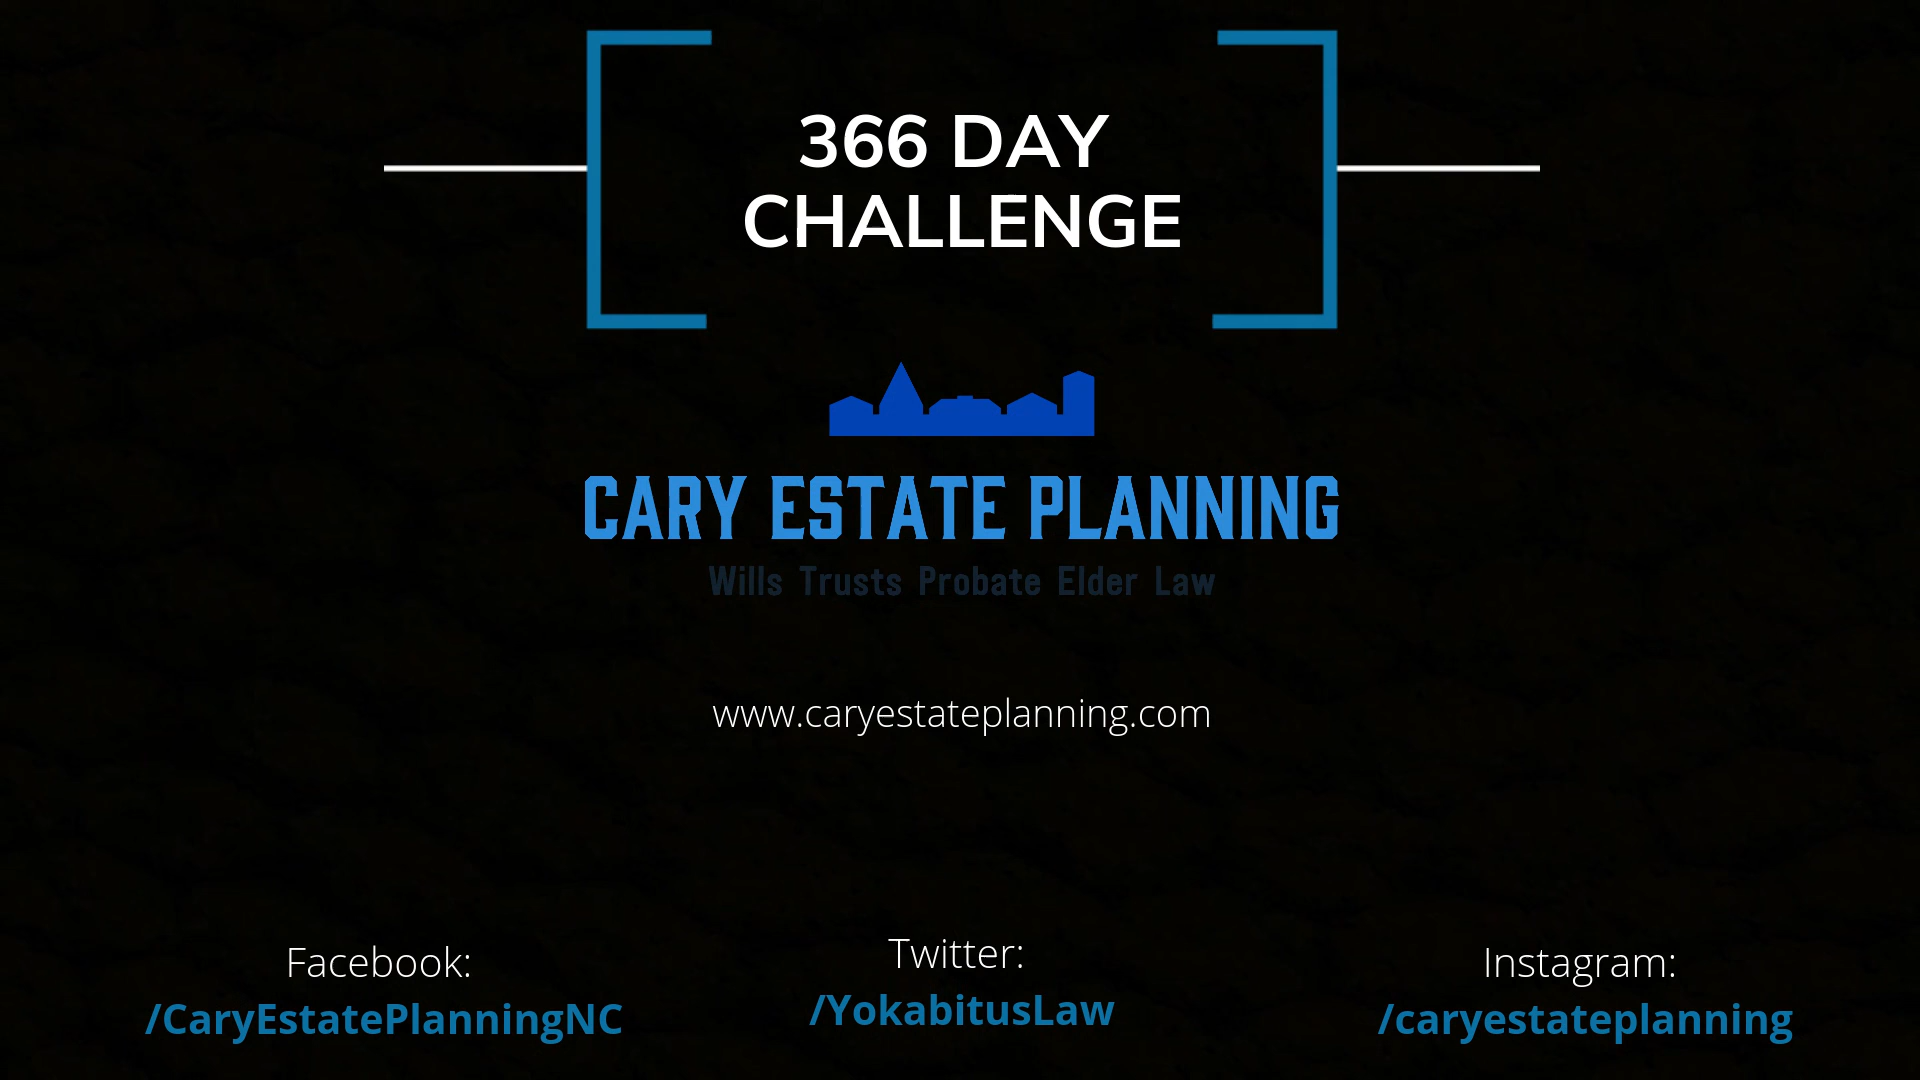 366 DAY
CHALLENGE
CARY ESTATE PLANNING
Wills Trusts Probate Elder Law
www.caryestateplanning.com
Facebook:
/CaryEstatePlanningNC
Twitter:
/YokabitusLaw
Instagram:
/caryestateplanning